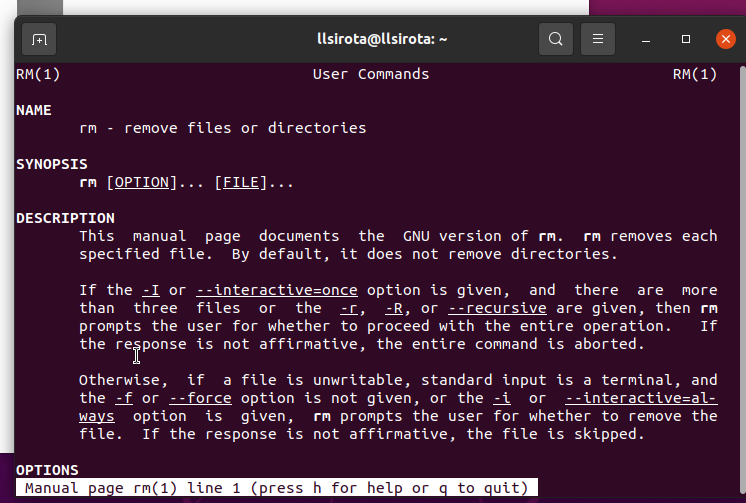 llsirota@llsirota: ~
RM(1) User Commands RM(1)
NAME
rm - remove files or directories
SYNOPSIS
rm [OPTION]... [FILE]...
DESCRIPTION
This manual page documents the GNU version of rm. rm removes each
specified file. By default, it does not remove directories.
If the -I or --interactive=once option is given, and there are more
than three files or the -r, -R, or --recursive are given, then rm
prompts the user for whether to proceed with the entire operation. If
the response is not affirmative, the entire command is aborted.
Otherwise, if a file is unwritable, standard input is a terminal, and
the -f or --force option is not given, or the -i or --interactive=al-
ways option is given, rm prompts the user for whether to remove the
file. If the response is not affirmative, the file is skipped.
OPTIONS
Manual page rm(1) line 1 (press h for help or q to quit)